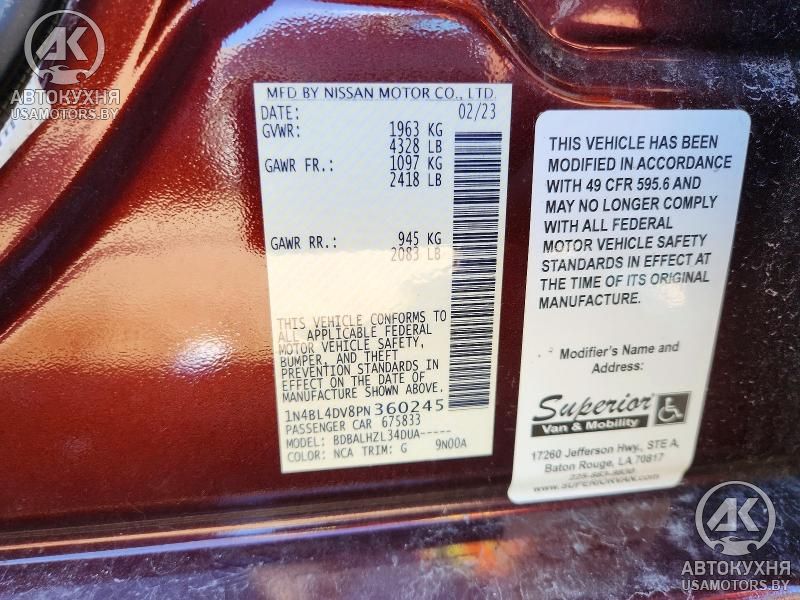 AK
АВТОКУХНЯ
USAMOTORS.BY
MFD BY NISSAN MOTOR CO., LTD.
DATE: 02/23
GVWR: 1963 KG
4328 LB
GAWR FR.: 1097 KG
2418 LB
GAWR RR.: 945 KG
2083 LB
THIS VEHICLE CONFORMS TO
ALL APPLICABLE FEDERAL
MOTOR VEHICLE SAFETY,
BUMPER, AND THEFT
PREVENTION STANDARDS IN
EFFECT ON THE DATE OF
MANUFACTURE SHOWN ABOVE.
1N4BL4DV8PN360245
PASSENGER CAR 675833
MODEL: BDBALHZL34DUA-----
COLOR: NCA TRIM: G 9N00A
THIS VEHICLE HAS BEEN
MODIFIED IN ACCORDANCE
WITH 49 CFR 595.6 AND
MAY NO LONGER COMPLY
WITH ALL FEDERAL
MOTOR VEHICLE SAFETY
STANDARDS IN EFFECT AT
THE TIME OF ITS ORIGINAL
MANUFACTURE.
Modifier's Name and
Address:
Superior
Van & Mobility
17260 Jefferson Hwy., STE A,
Baton Rouge, LA 70817
www.SUPERIORVAN.com
AK
АВТОКУХНЯ
USAMOTORS.BY